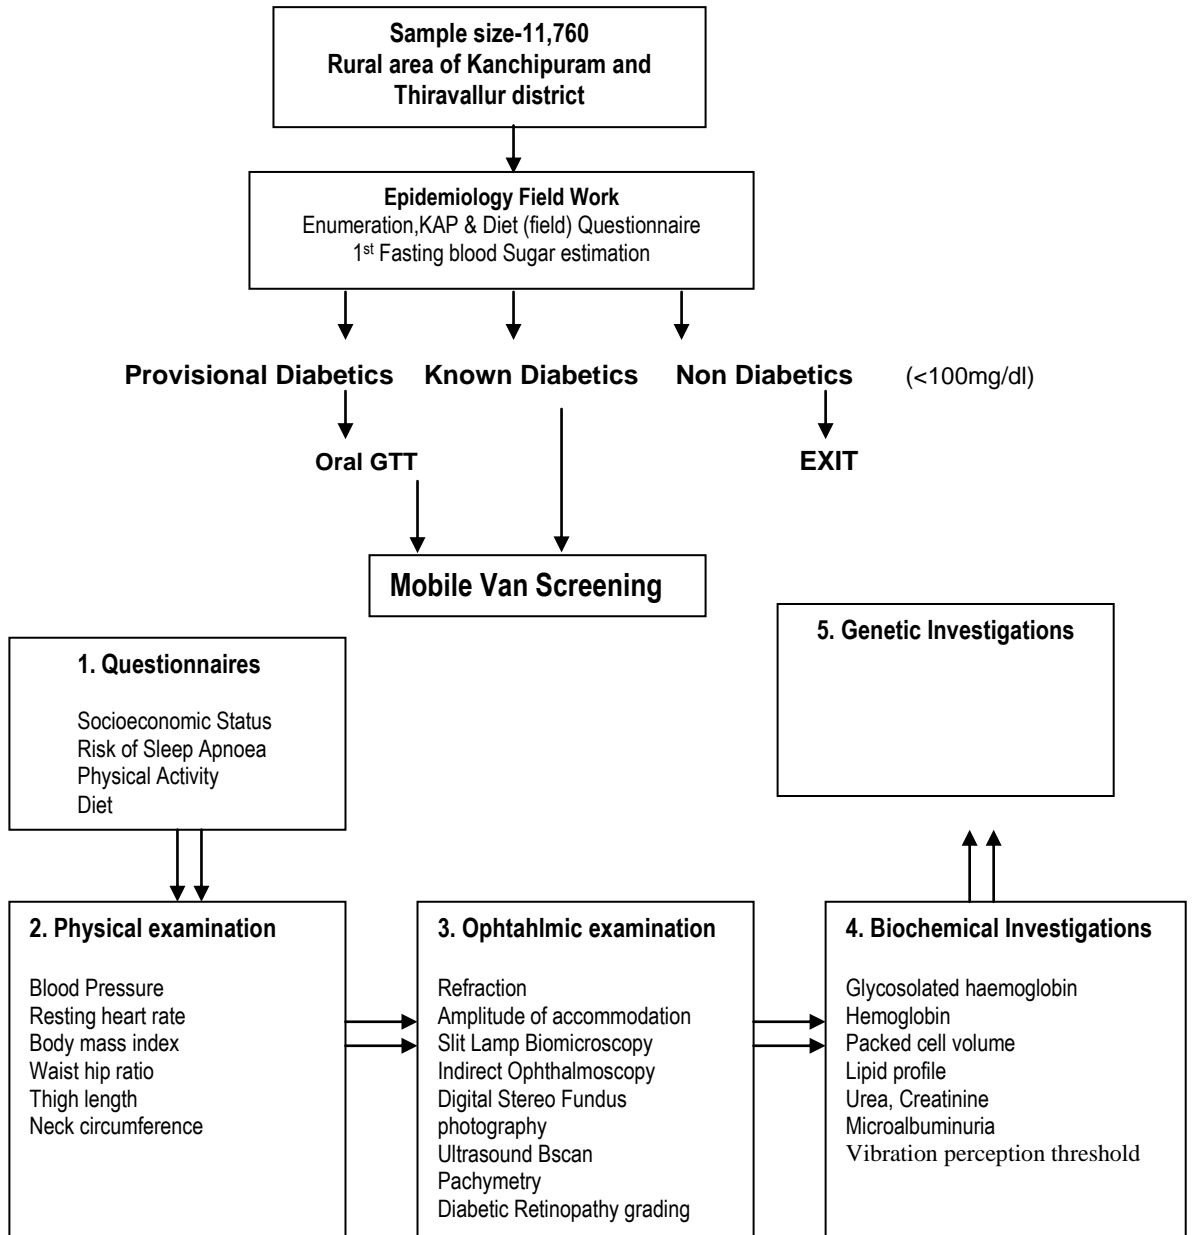 Sample size-11,760
Rural area of Kanchipuram and
Thiravallur district
Epidemiology Field Work
Enumeration,KAP & Diet (field) Questionnaire
1st Fasting blood Sugar estimation
Provisional Diabetics Known Diabetics Non Diabetics (<100mg/dl)
Oral GTT
EXIT
Mobile Van Screening
1. Questionnaires
Socioeconomic Status
Risk of Sleep Apnoea
Physical Activity
Diet
2. Physical examination
Blood Pressure
Resting heart rate
Body mass index
Waist hip ratio
Thigh length
Neck circumference
3. Ophtahlmic examination
Refraction
Amplitude of accommodation
Slit Lamp Biomicroscopy
Indirect Ophthalmoscopy
Digital Stereo Fundus
photography
Ultrasound Bscan
Pachymetry
Diabetic Retinopathy grading
4. Biochemical Investigations
Glycosolated haemoglobin
Hemoglobin
Packed cell volume
Lipid profile
Urea, Creatinine
Microalbuminuria
Vibration perception threshold
5. Genetic Investigations